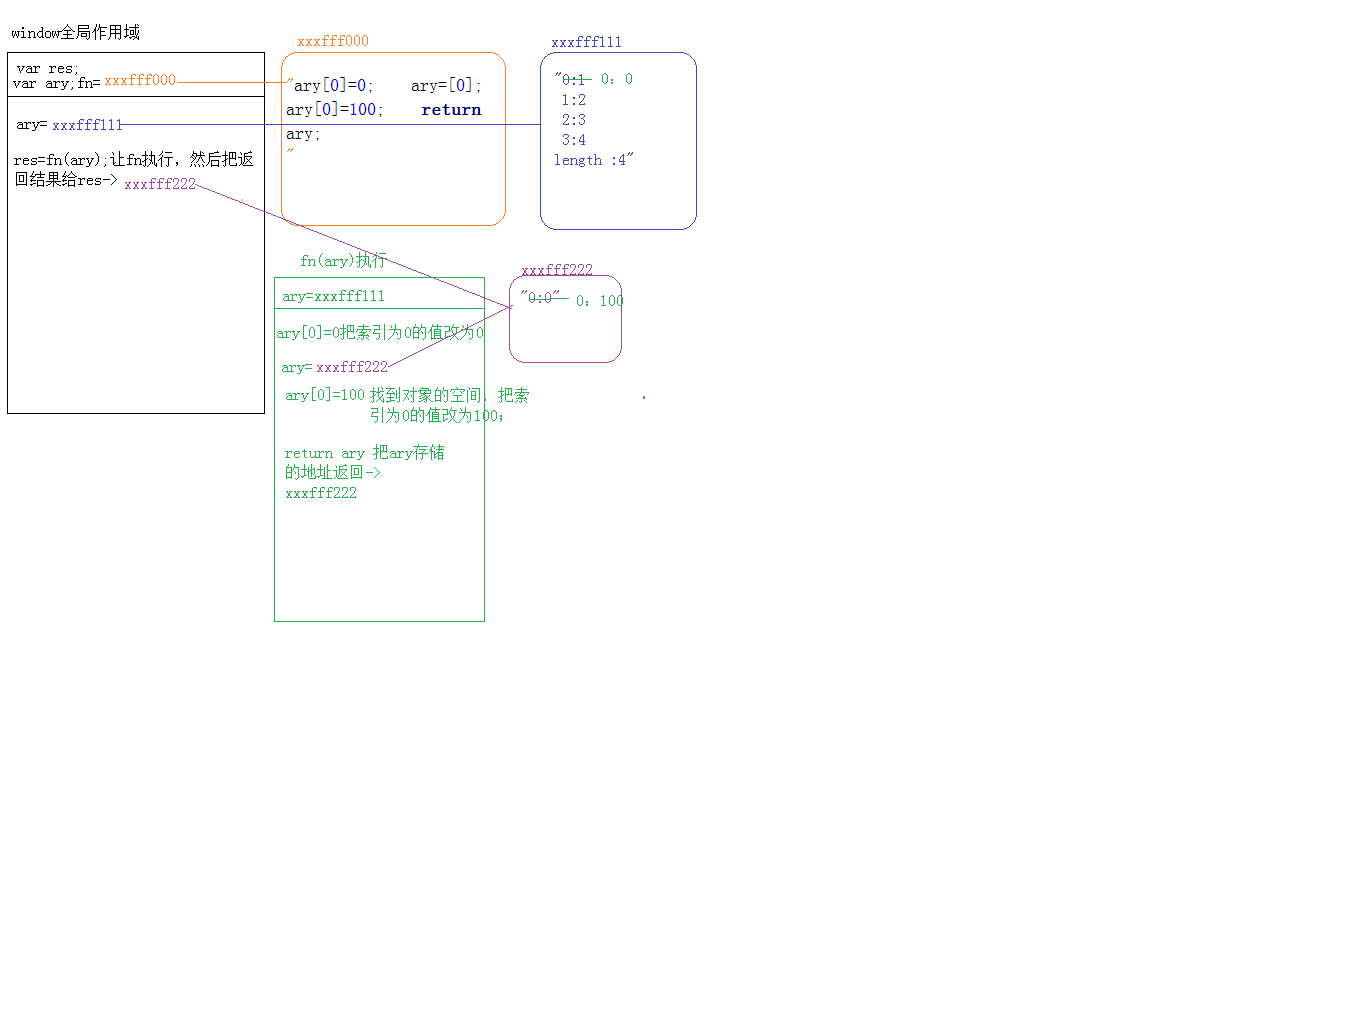 window全局作用域
var res;
var ary;fn= xxxfff000
ary= xxxfff111
res=fn(ary);让fn执行，然后把返
回结果给res-> xxxfff222
xxxfff000
"ary[0]=0; ary=[0];
ary[0]=100; return
ary;
"
xxxfff111
"0:1 0：0
1:2
2:3
3:4
length :4"
fn(ary)执行
ary=xxxfff111
ary[0]=0把索引为0的值改为0
ary= xxxfff222
ary[0]=100 找到对象的空间，把索
引为0的值改为100；
return ary 把ary存储
的地址返回->
xxxfff222
xxxfff222
"0:0" 0：100